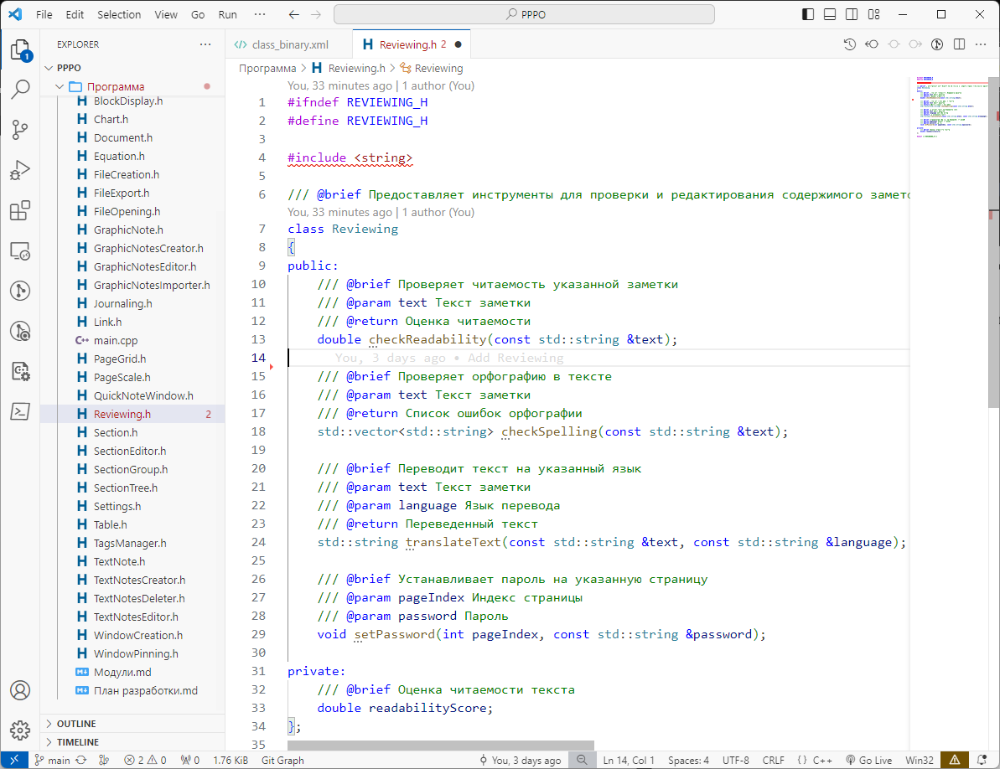 File Edit Selection View Go Run ··· PPPO
EXPLORER ···
PPPO
Программа
BlockDisplay.h
Chart.h
Document.h
Equation.h
FileCreation.h
FileExport.h
FileOpening.h
GraphicNote.h
GraphicNotesCreator.h
GraphicNotesEditor.h
GraphicNotesImporter.h
Journaling.h
Link.h
main.cpp
PageGrid.h
PageScale.h
QuickNoteWindow.h
Reviewing.h 2
Section.h
SectionEditor.h
SectionGroup.h
SectionTree.h
Settings.h
Table.h
TagsManager.h
TextNote.h
TextNotesCreator.h
TextNotesDeleter.h
TextNotesEditor.h
WindowCreation.h
WindowPinning.h
Модули.md
План разработки.md
OUTLINE
TIMELINE
class_binary.xml Reviewing.h 2
Программа > Reviewing.h > Reviewing
You, 33 minutes ago | 1 author (You)
1 #ifndef REVIEWING_H
2 #define REVIEWING_H
3
4 #include <string>
5
6 /// @brief Предоставляет инструменты для проверки и редактирования содержимого замето
You, 33 minutes ago | 1 author (You)
7 class Reviewing
8 {
9 public:
10 /// @brief Проверяет читаемость указанной заметки
11 /// @param text Текст заметки
12 /// @return Оценка читаемости
13 double checkReadability(const std::string &text);
14 You, 3 days ago • Add Reviewing
15 /// @brief Проверяет орфографию в тексте
16 /// @param text Текст заметки
17 /// @return Список ошибок орфографии
18 std::vector<std::string> checkSpelling(const std::string &text);
19
20 /// @brief Переводит текст на указанный язык
21 /// @param text Текст заметки
22 /// @param language Язык перевода
23 /// @return Переведенный текст
24 std::string translateText(const std::string &text, const std::string &language);
25
26 /// @brief Устанавливает пароль на указанную страницу
27 /// @param pageIndex Индекс страницы
28 /// @param password Пароль
29 void setPassword(int pageIndex, const std::string &password);
30
31 private:
32 /// @brief Оценка читаемости текста
33 double readabilityScore;
34 };
35
main 2 0 0 1.76 KiB Git Graph You, 3 days ago Ln 14, Col 1 Spaces: 4 UTF-8 CRLF {} C++ Go Live Win32